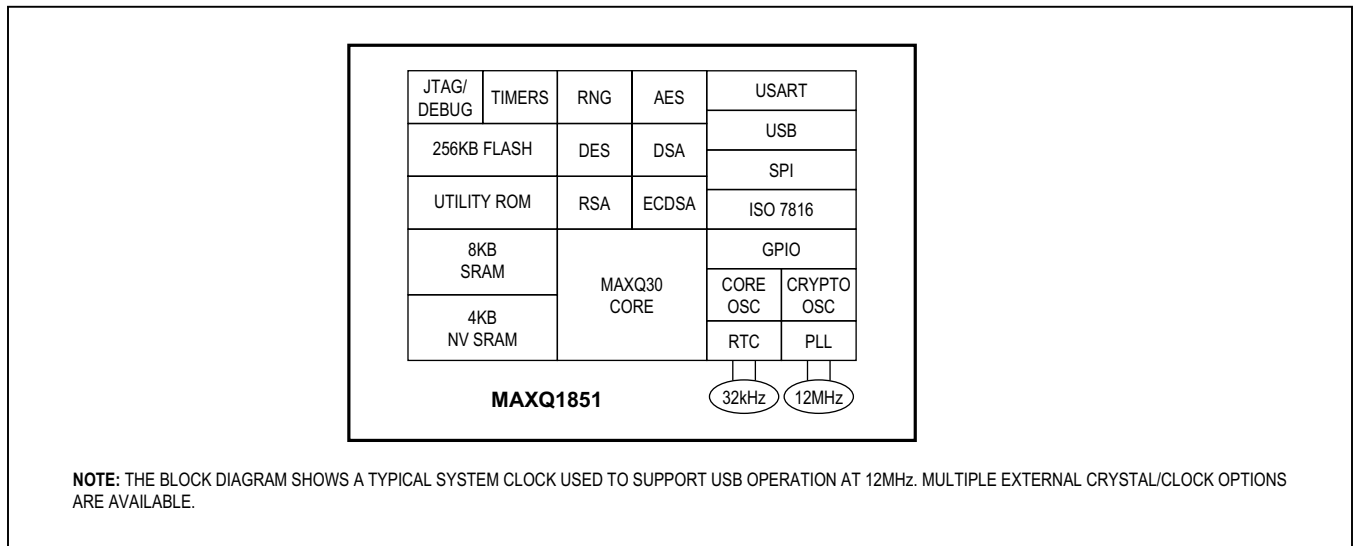 JTAG/
DEBUG
TIMERS
RNG
AES
USART
USB
256KB FLASH
DES
DSA
SPI
UTILITY ROM
RSA
ECDSA
ISO 7816
8KB
SRAM
MAXQ30
CORE
GPIO
CORE
OSC
CRYPTO
OSC
4KB
NV SRAM
RTC
PLL
MAXQ1851
32kHz
12MHz
NOTE: THE BLOCK DIAGRAM SHOWS A TYPICAL SYSTEM CLOCK USED TO SUPPORT USB OPERATION AT 12MHz. MULTIPLE EXTERNAL CRYSTAL/CLOCK OPTIONS
ARE AVAILABLE.